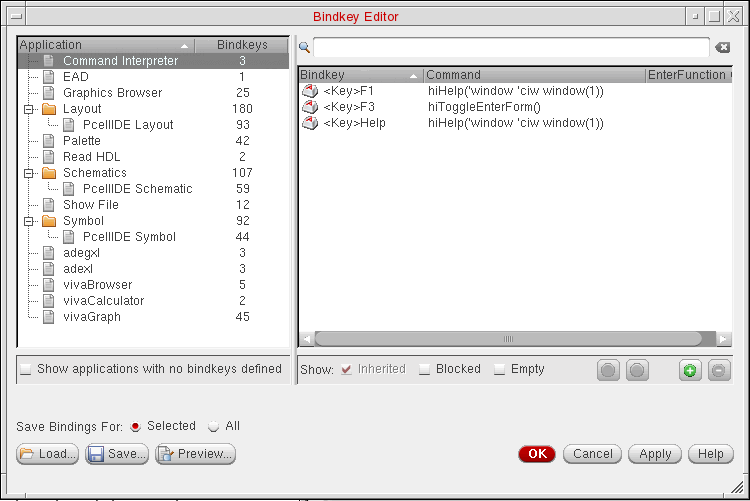 Bindkey Editor
Application Bindkeys
Command Interpreter 3
EAD 1
Graphics Browser 25
Layout 180
PcellIDE Layout 93
Palette 42
Read HDL 2
Schematics 107
PcellIDE Schematic 59
Show File 12
Symbol 92
PcellIDE Symbol 44
adegxl 3
adexl 3
vivaBrowser 5
vivaCalculator 2
vivaGraph 45
Show applications with no bindkeys defined
Bindkey Command EnterFunction
<Key>F1 hiHelp('window 'ciw window(1))
<Key>F3 hiToggleEnterForm()
<Key>Help hiHelp('window 'ciw window(1))
Show: Inherited Blocked Empty
Save Bindings For: Selected All
Load... Save... Preview... OK Cancel Apply Help